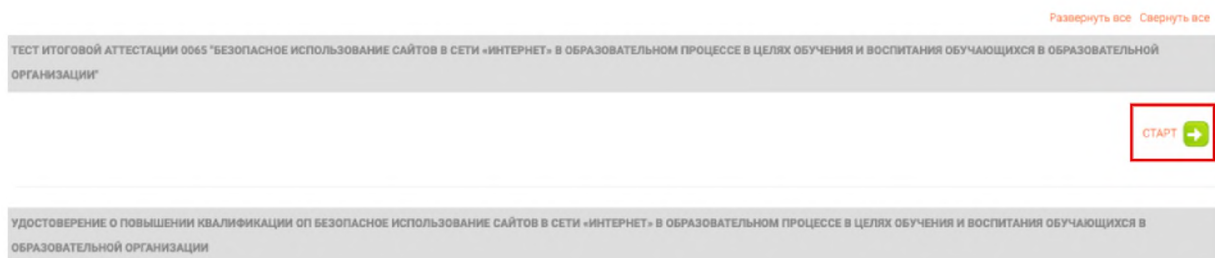 Развернуть все Свернуть все
ТЕСТ ИТОГОВОЙ АТТЕСТАЦИИ 0065 "БЕЗОПАСНОЕ ИСПОЛЬЗОВАНИЕ САЙТОВ В СЕТИ «ИНТЕРНЕТ» В ОБРАЗОВАТЕЛЬНОМ ПРОЦЕССЕ В ЦЕЛЯХ ОБУЧЕНИЯ И ВОСПИТАНИЯ ОБУЧАЮЩИХСЯ В ОБРАЗОВАТЕЛЬНОЙ
ОРГАНИЗАЦИИ"
СТАРТ
УДОСТОВЕРЕНИЕ О ПОВЫШЕНИИ КВАЛИФИКАЦИИ ОП БЕЗОПАСНОЕ ИСПОЛЬЗОВАНИЕ САЙТОВ В СЕТИ «ИНТЕРНЕТ» В ОБРАЗОВАТЕЛЬНОМ ПРОЦЕССЕ В ЦЕЛЯХ ОБУЧЕНИЯ И ВОСПИТАНИЯ ОБУЧАЮЩИХСЯ В
ОБРАЗОВАТЕЛЬНОЙ ОРГАНИЗАЦИИ